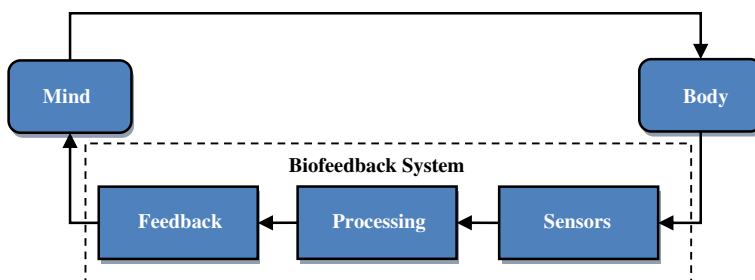 Mind
Body
Biofeedback System
Feedback
Processing
Sensors